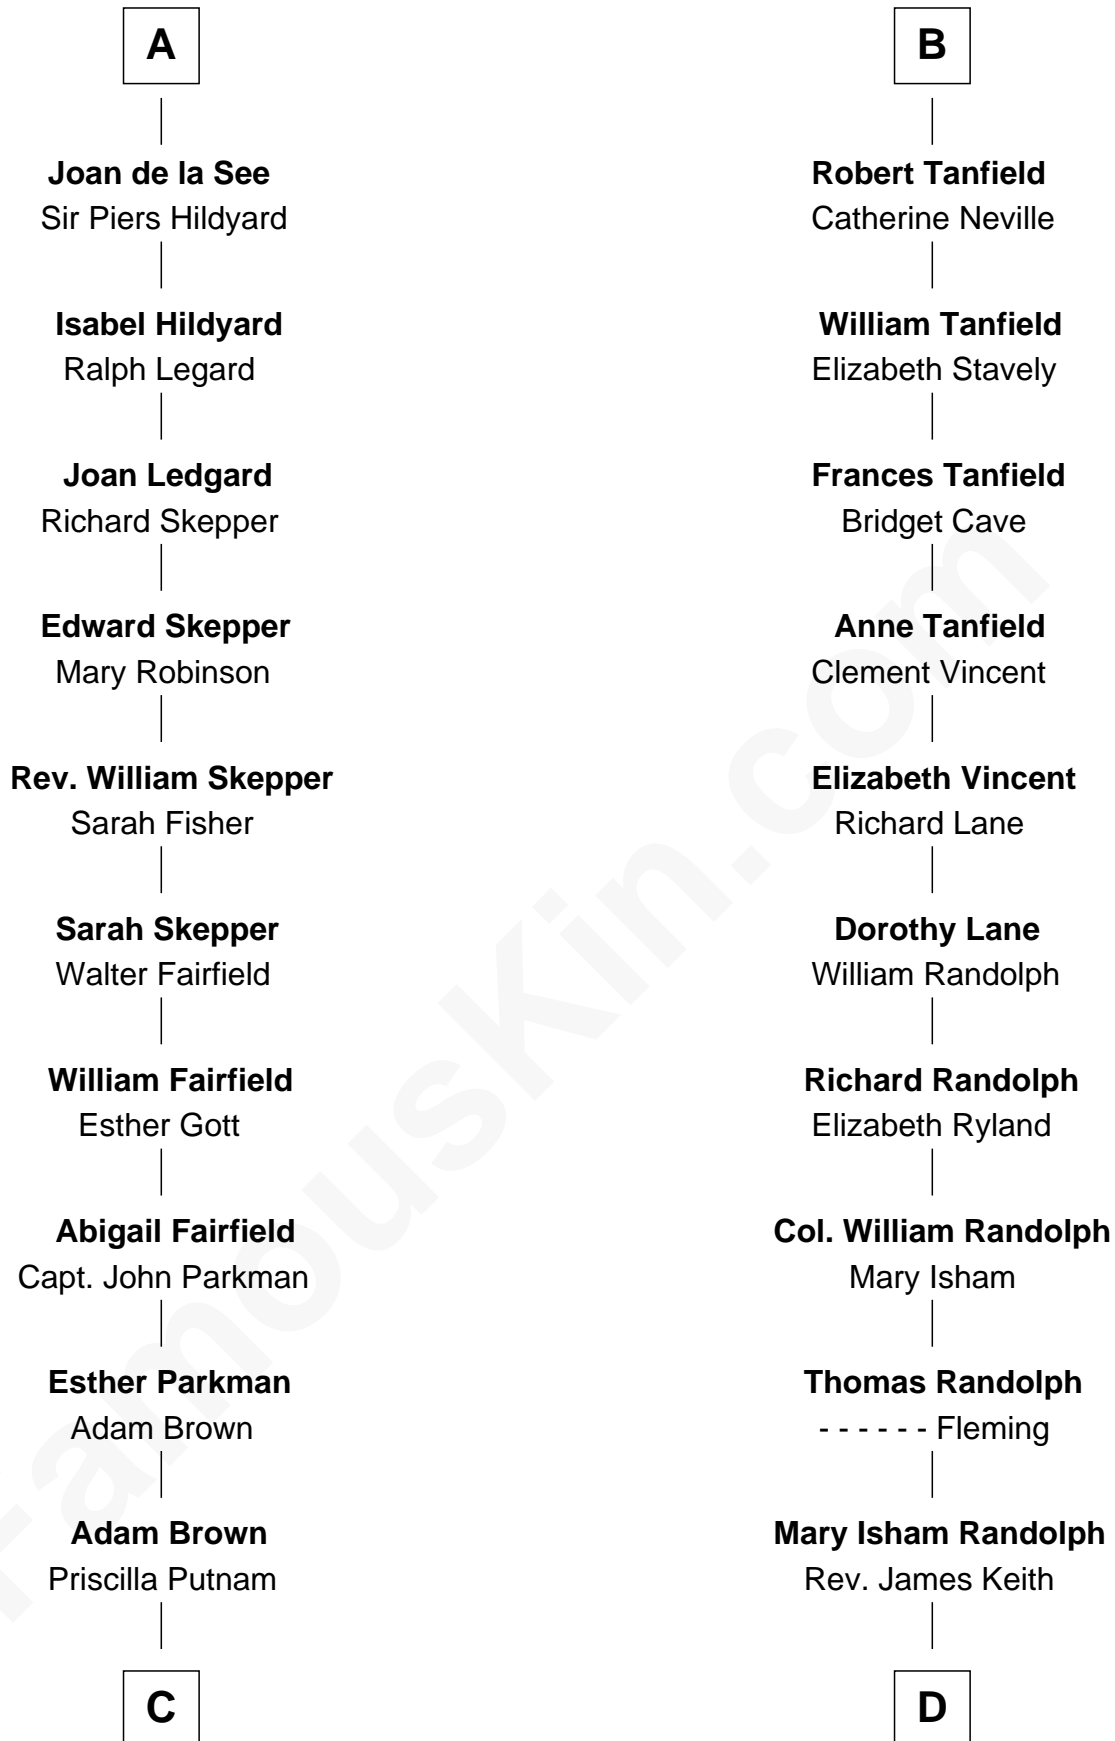 A
Joan de la See
Sir Piers Hildyard
Isabel Hildyard
Ralph Legard
Joan Ledgard
Richard Skepper
Edward Skepper
Mary Robinson
Rev. William Skepper
Sarah Fisher
Sarah Skepper
Walter Fairfield
William Fairfield
Esther Gott
Abigail Fairfield
Capt. John Parkman
Esther Parkman
Adam Brown
Adam Brown
Priscilla Putnam
C
B
Robert Tanfield
Catherine Neville
William Tanfield
Elizabeth Stavely
Frances Tanfield
Bridget Cave
Anne Tanfield
Clement Vincent
Elizabeth Vincent
Richard Lane
Dorothy Lane
William Randolph
Richard Randolph
Elizabeth Ryland
Col. William Randolph
Mary Isham
Thomas Randolph
- - - - - - Fleming
Mary Isham Randolph
Rev. James Keith
D
FamousKin.com